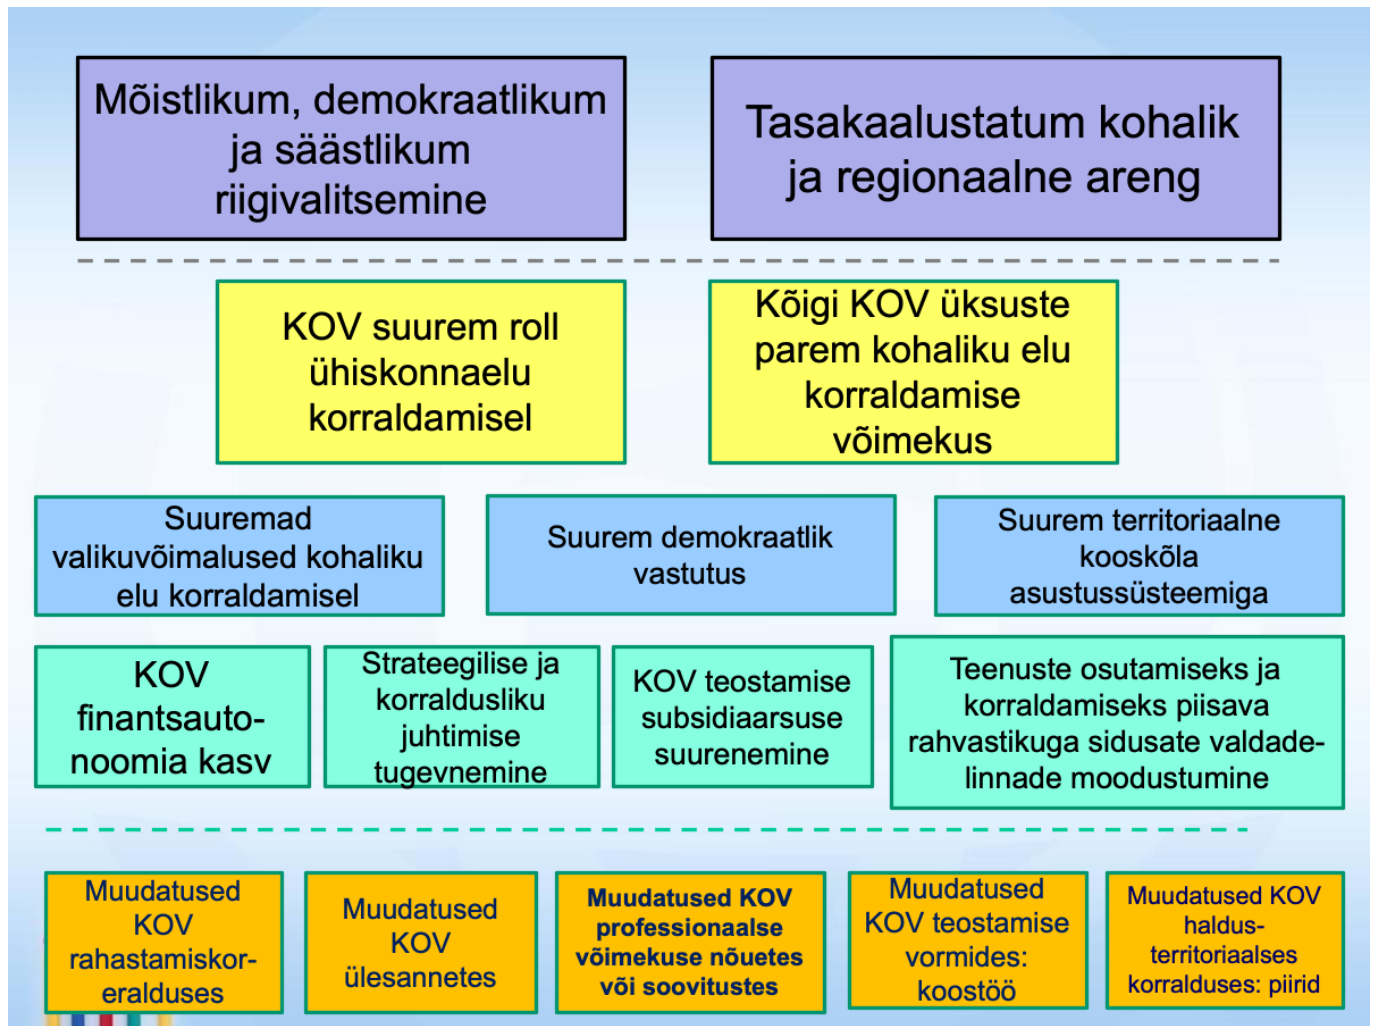 Mõistlikum, demokraatlikum
ja säästlikum
riigivalitsemine
Tasakaalustatum kohalik
ja regionaalne areng
KOV suurem roll
ühiskonnaelu
korraldamisel
Kõigi KOV üksuste
parem kohaliku elu
korraldamise
võimekus
Suuremad
valikuvõimalused kohaliku
elu korraldamisel
Suurem demokraatlik
vastutus
Suurem territoriaalne
kooskõla
asustussüsteemiga
KOV
finantsauto-
noomia kasv
Strateegilise ja
korraldusliku
juhtimise
tugevnemine
KOV teostamise
subsidiaarsuse
suurenemine
Teenuste osutamiseks ja
korraldamiseks piisava
rahvastikuga sidusate valdade-
linnade moodustumine
Muudatused
KOV
rahastamiskor-
eralduses
Muudatused
KOV
ülesannetes
Muudatused KOV
professionaalse
võimekuse nõuetes
või soovitustes
Muudatused
KOV teostamise
vormides:
koostöö
Muudatused KOV
haldus-
territoriaalses
korralduses: piirid